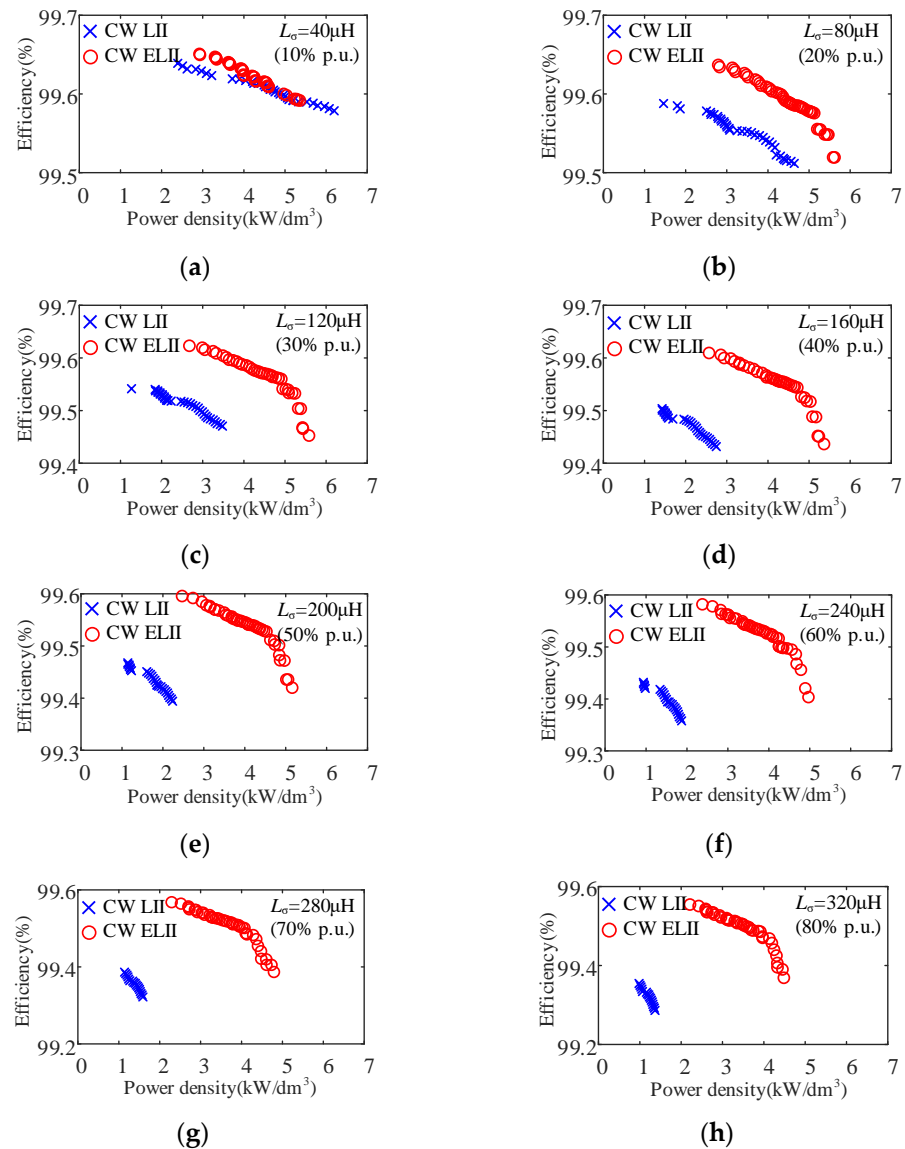 99.7
× CW LII
Lσ=40μH
○ CW ELII
(10% p.u.)
99.6
99.5
Efficiency(%)
0 1 2 3 4 5 6 7
Power density(kW/dm³)
(a)
99.7
× CW LII
Lσ=80μH
○ CW ELII
(20% p.u.)
99.6
99.5
Efficiency(%)
0 1 2 3 4 5 6 7
Power density(kW/dm³)
(b)
99.7
× CW LII
Lσ=120μH
○ CW ELII
(30% p.u.)
99.6
99.5
99.4
Efficiency(%)
0 1 2 3 4 5 6 7
Power density(kW/dm³)
(c)
99.7
× CW LII
Lσ=160μH
○ CW ELII
(40% p.u.)
99.6
99.5
99.4
Efficiency(%)
0 1 2 3 4 5 6 7
Power density(kW/dm³)
(d)
99.6
× CW LII
Lσ=200μH
○ CW ELII
(50% p.u.)
99.5
99.4
99.3
Efficiency(%)
0 1 2 3 4 5 6 7
Power density(kW/dm³)
(e)
99.6
× CW LII
Lσ=240μH
○ CW ELII
(60% p.u.)
99.5
99.4
99.3
Efficiency(%)
0 1 2 3 4 5 6 7
Power density(kW/dm³)
(f)
99.6
× CW LII
Lσ=280μH
○ CW ELII
(70% p.u.)
99.4
99.2
Efficiency(%)
0 1 2 3 4 5 6 7
Power density(kW/dm³)
(g)
99.6
× CW LII
Lσ=320μH
○ CW ELII
(80% p.u.)
99.4
99.2
Efficiency(%)
0 1 2 3 4 5 6 7
Power density(kW/dm³)
(h)